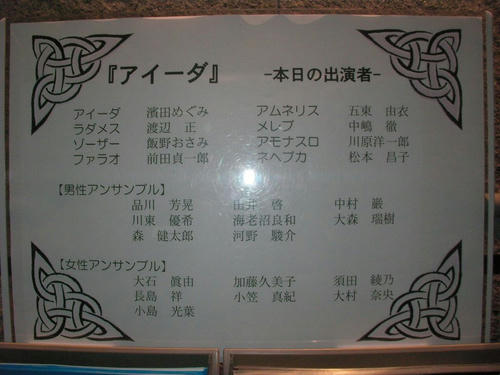 『アイーダ』 -本日の出演者-
アイーダ 濱田めぐみ アムネリス 五東 由衣
ラダメス 渡辺 正 メレブ 中嶋 徹
ゾーザー 飯野おさみ アモナスロ 川原洋一郎
ファラオ 前田貞一郎 ネヘブカ 松本 昌子
【男性アンサンブル】
品川 芳晃 由井 啓 中村 巌
川東 優希 海老沼良和 大森 瑞樹
森 健太郎 河野 駿介
【女性アンサンブル】
大石 眞由 加藤久美子 須田 綾乃
長島 祥 小笠 真紀 大村 奈央
小島 光葉